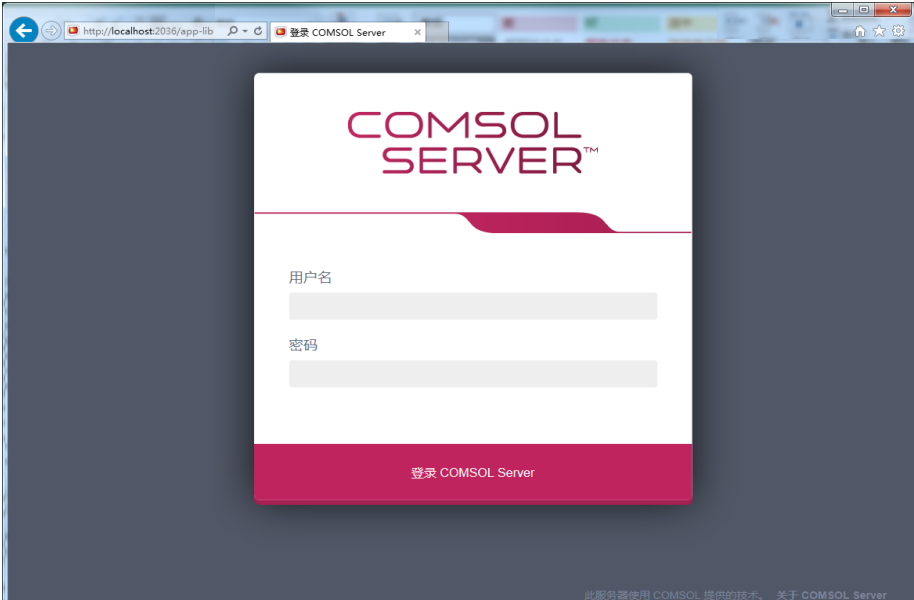 http://localhost:2036/app-lib
登录 COMSOL Server
COMSOL
SERVER™
用户名
密码
登录 COMSOL Server
此服务器使用 COMSOL 提供的技术。 关于 COMSOL Server